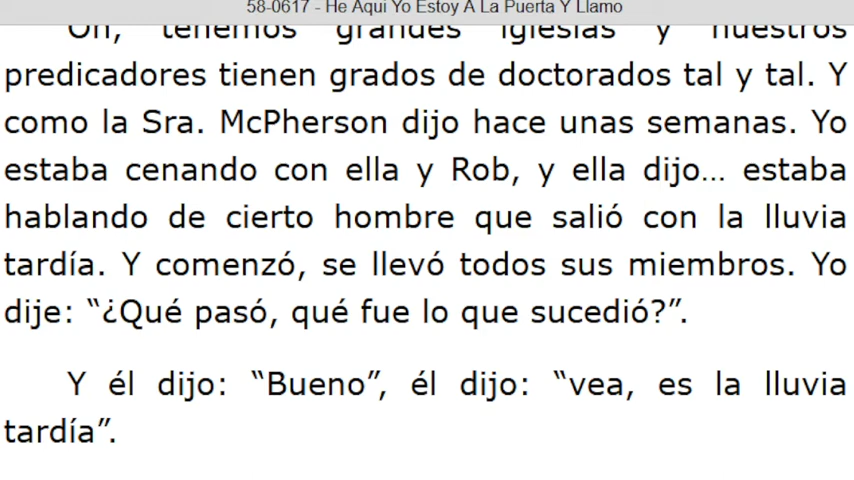 58-0617 - He Aquí Yo Estoy A La Puerta Y Llamo
Oh, tenemos grandes iglesias y nuestros
predicadores tienen grados de doctorados tal y tal. Y
como la Sra. McPherson dijo hace unas semanas. Yo
estaba cenando con ella y Rob, y ella dijo... estaba
hablando de cierto hombre que salió con la lluvia
tardía. Y comenzó, se llevó todos sus miembros. Yo
dije: “¿Qué pasó, qué fue lo que sucedió?”.
Y él dijo: “Bueno”, él dijo: “vea, es la lluvia
tardía”.